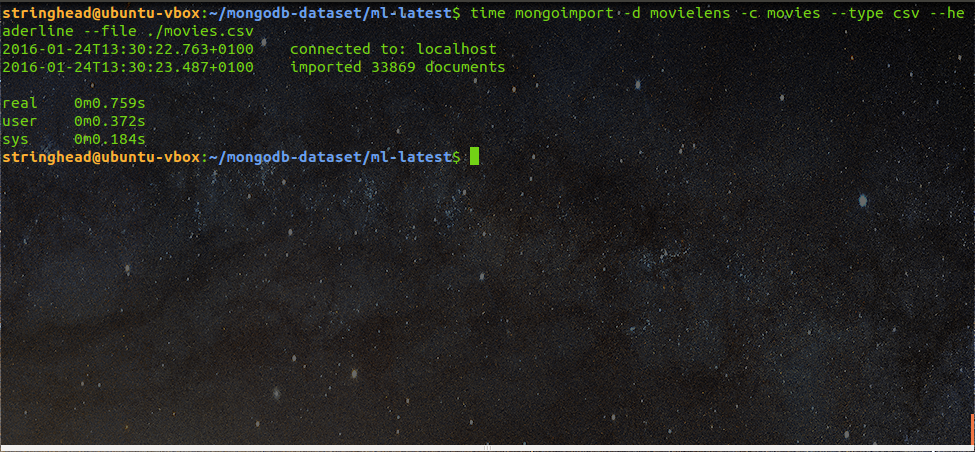 stringhead@ubuntu-vbox:~/mongodb-dataset/ml-latest$ time mongoimport -d movielens -c movies --type csv --he
aderline --file ./movies.csv
2016-01-24T13:30:22.763+0100    connected to: localhost
2016-01-24T13:30:23.487+0100    imported 33869 documents
real    0m0.759s
user    0m0.372s
sys     0m0.184s
stringhead@ubuntu-vbox:~/mongodb-dataset/ml-latest$